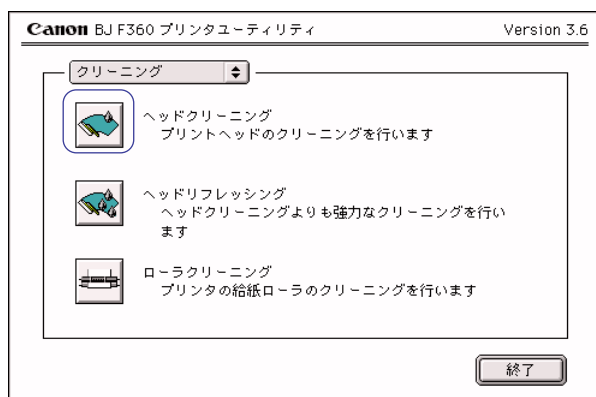 Canon BJ F360 プリンタユーティリティ Version 3.6
クリーニング
ヘッドクリーニング
プリントヘッドのクリーニングを行います
ヘッドリフレッシング
ヘッドクリーニングよりも強力なクリーニングを行い
ます
ローラクリーニング
プリンタの給紙ローラのクリーニングを行います
終了